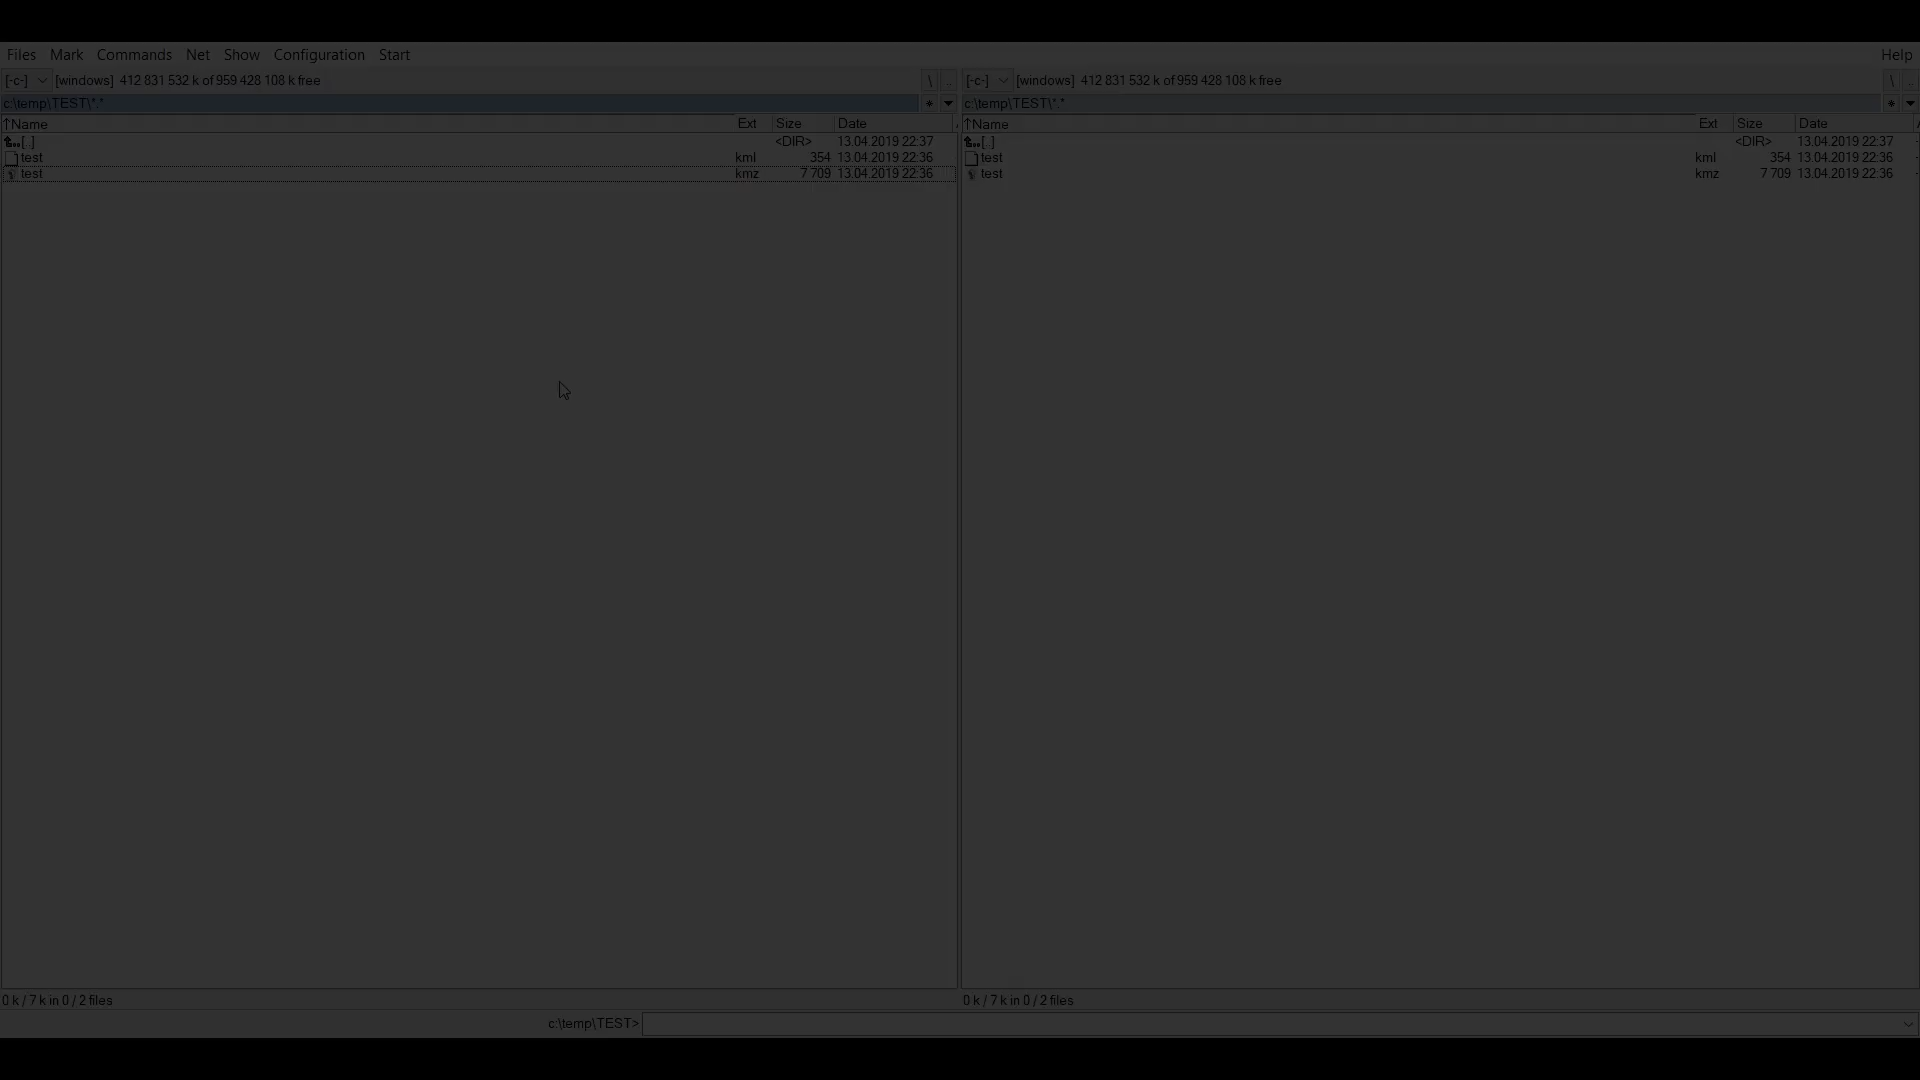 Files Mark Commands Net Show Configuration Start Help
[-c-] [windows] 412 831 532 k of 959 428 108 k free \ .. [-c-] [windows] 412 831 532 k of 959 428 108 k free \ ..
c:\temp\TEST\*.* * c:\temp\TEST\*.* *
↑Name Ext Size Date ↑Name Ext Size Date
[..] <DIR> 13.04.2019 22:37 [..] <DIR> 13.04.2019 22:37
test kml 354 13.04.2019 22:36 test kml 354 13.04.2019 22:36
test kmz 7 709 13.04.2019 22:36 test kmz 7 709 13.04.2019 22:36
0 k / 7 k in 0 / 2 files 0 k / 7 k in 0 / 2 files
c:\temp\TEST>